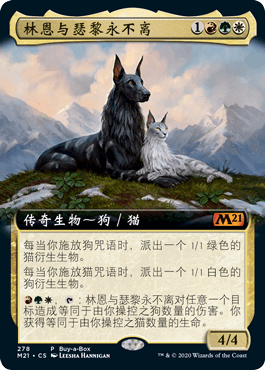 林恩与瑟黎永不离 1
传奇生物～狗／猫 M21
每当你施放狗咒语时，派出一个 1/1 绿色的
猫衍生生物。
每当你施放猫咒语时，派出一个 1/1 白色的
狗衍生生物。
，：林恩与瑟黎永不离对任意一个目
标造成等同于由你操控之狗数量的伤害。你
获得等同于由你操控之猫数量的生命。
4/4
278 P Buy-a-Box
M21 • CS LEESHA HANNIGAN
™ & © 2020 Wizards of the Coast